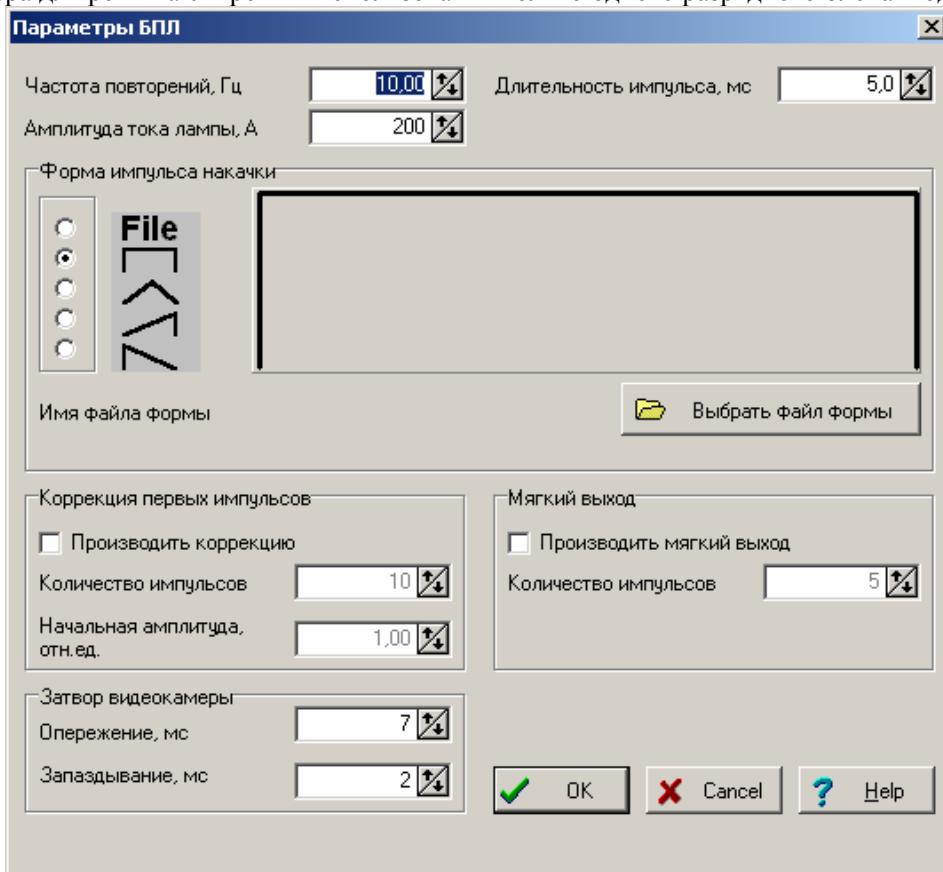 Параметры БПЛ
Частота повторений, Гц 10,00 Длительность импульса, мс 5,0
Амплитуда тока лампы, А 200
Форма импульса накачки
File
Имя файла формы Выбрать файл формы
Коррекция первых импульсов Мягкий выход
Производить коррекцию Производить мягкий выход
Количество импульсов 10 Количество импульсов 5
Начальная амплитуда,
отн.ед. 1,00
Затвор видеокамеры
Опережение, мс 7
Запаздывание, мс 2
OK Cancel Help